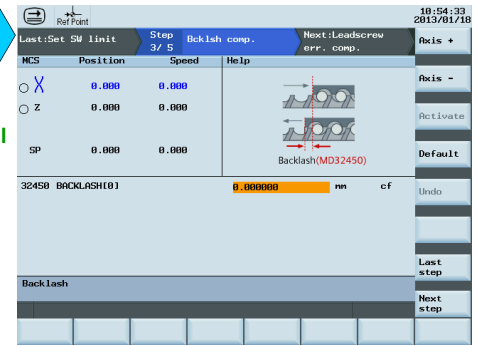 Ref Point
10:54:33
2013/01/18
Last:Set SW limit
Step
3/ 5
Bcklsh comp.
Next:Leadscrew
err. comp.
Axis +
MCS Position Speed Help
X 0.000 0.000
Axis -
Z 0.000 0.000
Activate
SP 0.000 0.000
Backlash(MD32450)
Default
32450 BACKLASH[0] 0.000000 mm cf
Undo
Last
step
Backlash
Next
step